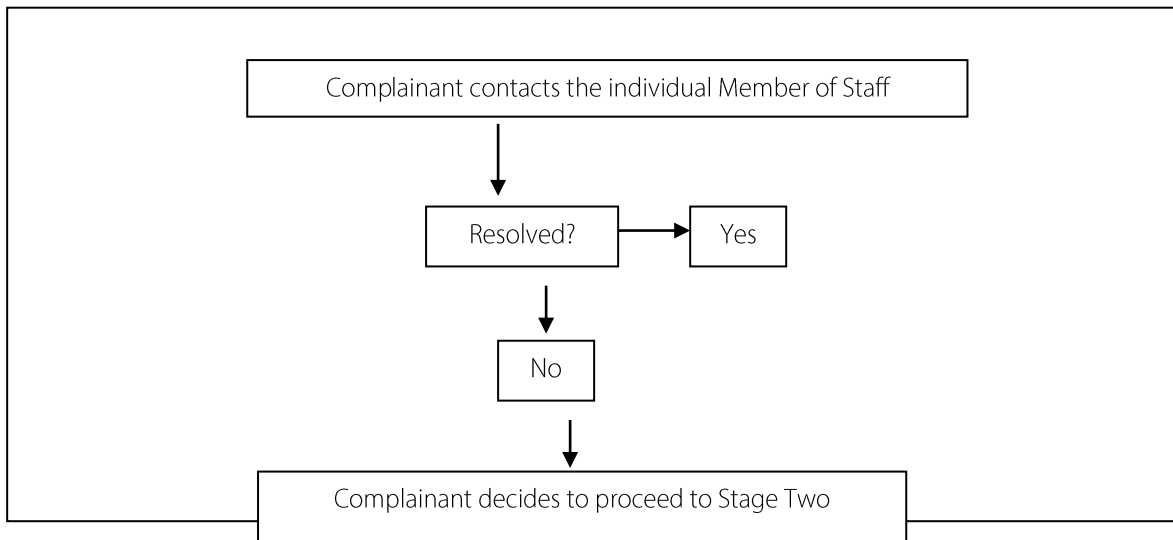 Complainant contacts the individual Member of Staff
Resolved?
Yes
No
Complainant decides to proceed to Stage Two